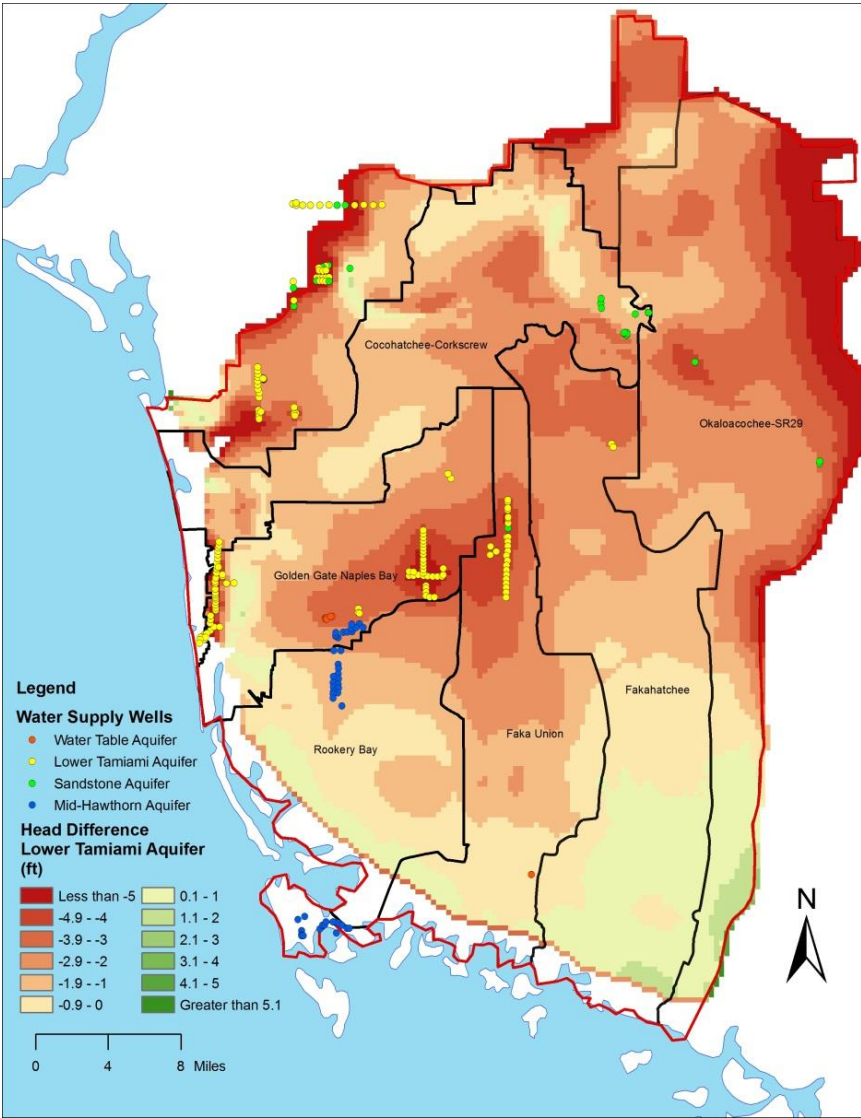 Cocohatchee-Corkscrew
Okaloacochee-SR29
Golden Gate Naples Bay
Fakahatchee
Rookery Bay
Faka Union
Legend
Water Supply Wells
Water Table Aquifer
Lower Tamiami Aquifer
Sandstone Aquifer
Mid-Hawthorn Aquifer
Head Difference
Lower Tamiami Aquifer
(ft)
Less than -5
-4.9 - -4
-3.9 - -3
-2.9 - -2
-1.9 - -1
-0.9 - 0
0.1 - 1
1.1 - 2
2.1 - 3
3.1 - 4
4.1 - 5
Greater than 5.1
0 4 8 Miles
N